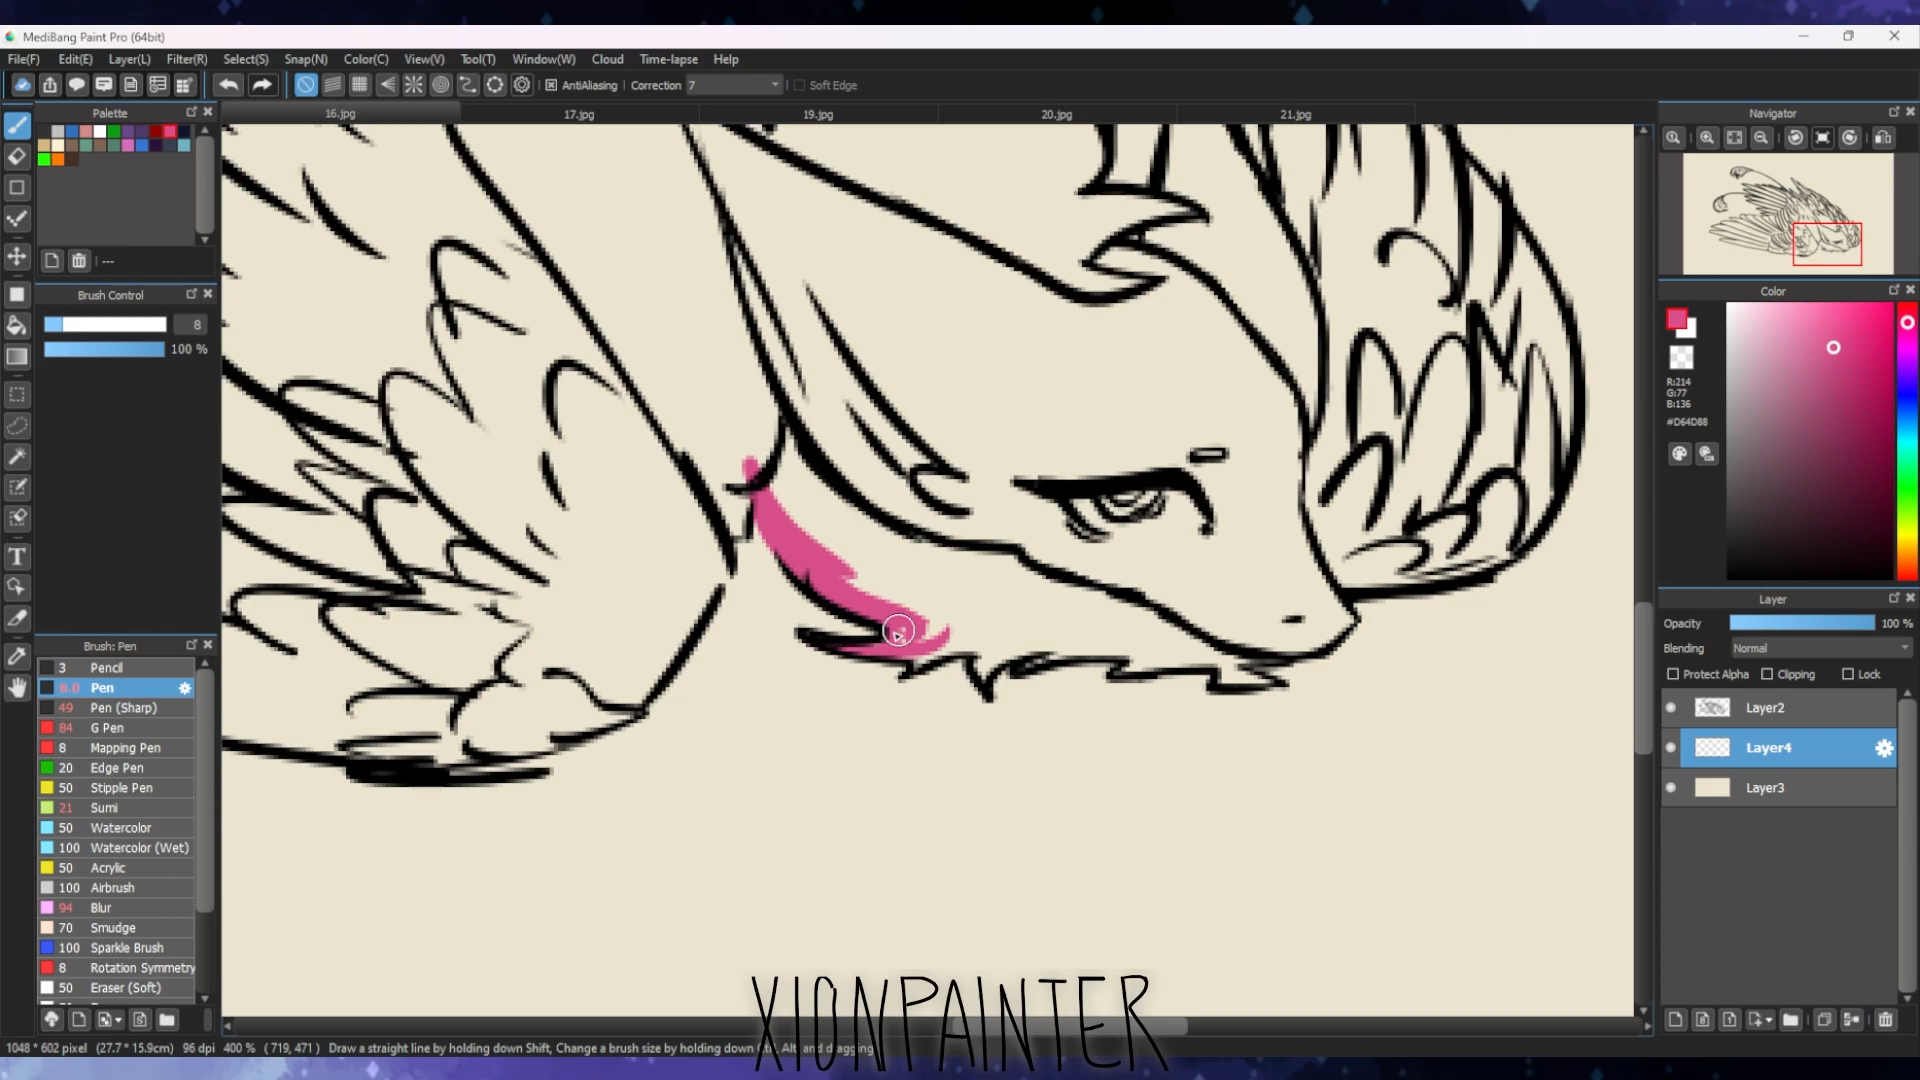 MediBang Paint Pro (64bit)
File(F) Edit(E) Layer(L) Filter(R) Select(S) Snap(N) Color(C) View(V) Tool(T) Window(W) Cloud Time-lapse Help
AntiAliasing Correction 7 Soft Edge
Palette
16.jpg 17.jpg 19.jpg 20.jpg 21.jpg
Navigator
---
Brush Control
8
100 %
Color
R:214
G:77
B:136
#D64D88
Layer
Opacity 100 %
Blending Normal
Protect Alpha Clipping Lock
Layer2
Layer4
Layer3
Brush: Pen
3 Pencil
8.0 Pen
49 Pen (Sharp)
84 G Pen
8 Mapping Pen
20 Edge Pen
50 Stipple Pen
21 Sumi
50 Watercolor
100 Watercolor (Wet)
50 Acrylic
100 Airbrush
94 Blur
70 Smudge
100 Sparkle Brush
8 Rotation Symmetry
50 Eraser (Soft)
XIONPAINTER
1048 * 602 pixel (27.7 * 15.9cm) 96 dpi 400 % ( 719, 471 ) Draw a straight line by holding down Shift, Change a brush size by holding down Ctrl, Alt, and dragging